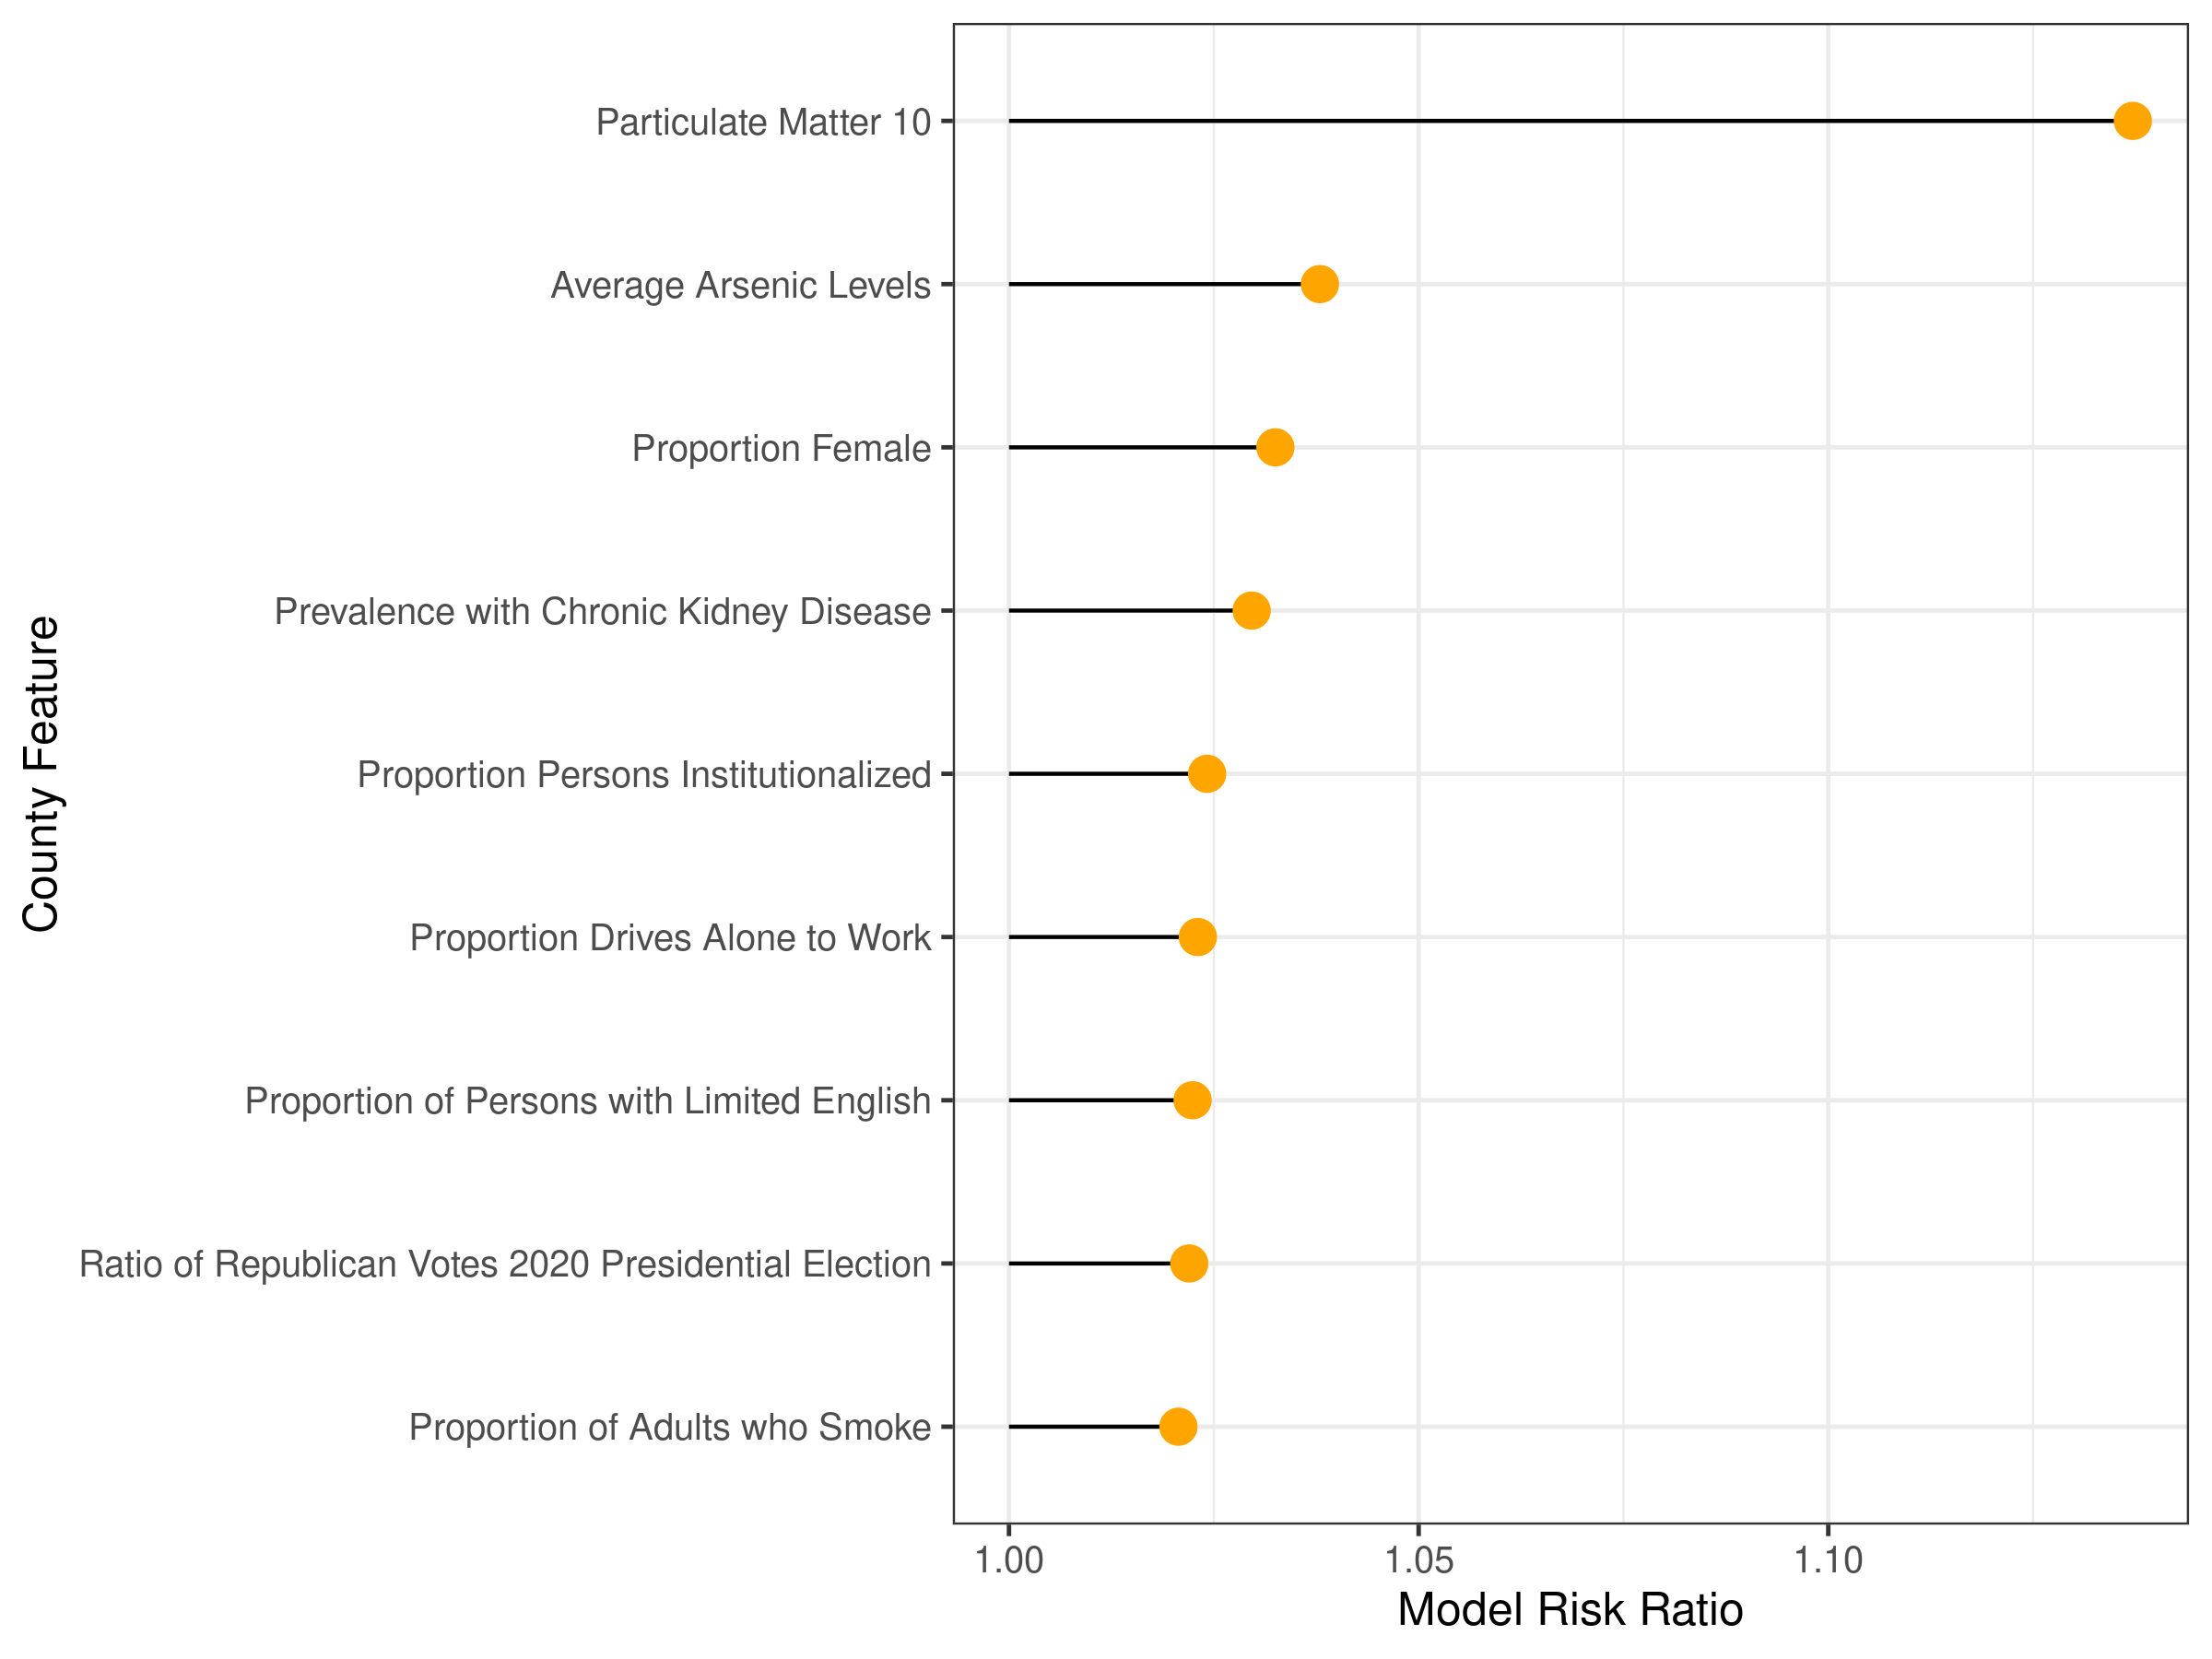 Particulate Matter 10
Average Arsenic Levels
Proportion Female
Prevalence with Chronic Kidney Disease
Proportion Persons Institutionalized
Proportion Drives Alone to Work
Proportion of Persons with Limited English
Ratio of Republican Votes 2020 Presidential Election
Proportion of Adults who Smoke
County Feature
1.00 1.05 1.10
Model Risk Ratio